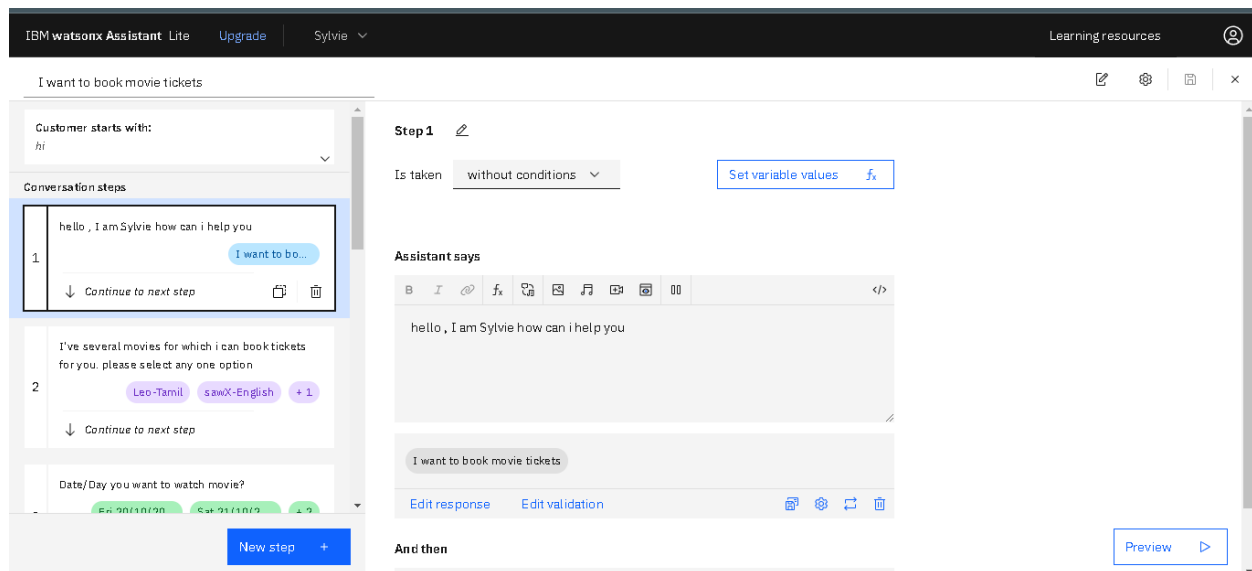 IBM watsonx Assistant Lite Upgrade Sylvie Learning resources
I want to book movie tickets
Customer starts with:
hi
Conversation steps
1
hello , I am Sylvie how can i help you
I want to bo...
Continue to next step
2
I've several movies for which i can book tickets
for you. please select any one option
Leo-Tamil sawX-English + 1
Continue to next step
Date/Day you want to watch movie?
New step +
Step 1
Is taken without conditions Set variable values fx
Assistant says
B I fx </>
hello , I am Sylvie how can i help you
I want to book movie tickets
Edit response Edit validation
And then
Preview